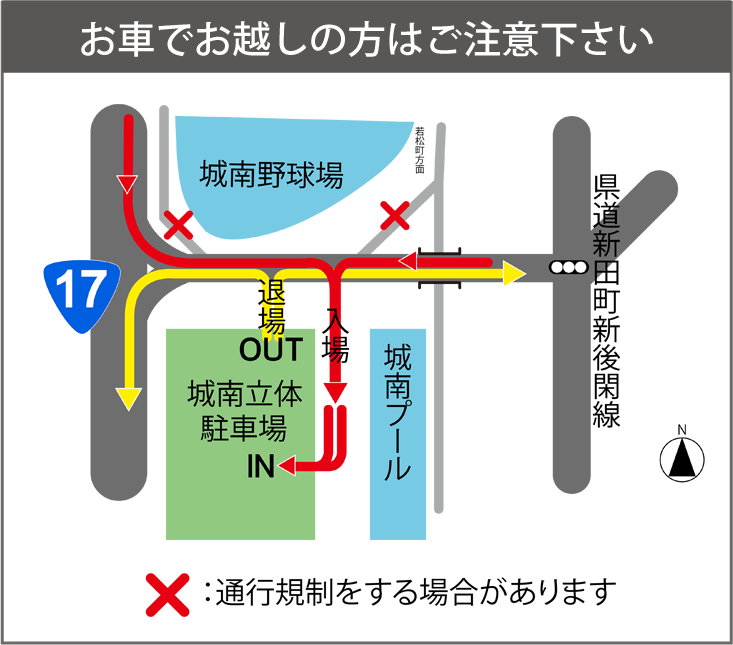 お車でお越しの方はご注意下さい
若松町方面
城南野球場
県道新田町新後閑線
17
退場
OUT
入場
城南立体
駐車場
IN
城南プール
N
：通行規制をする場合があります